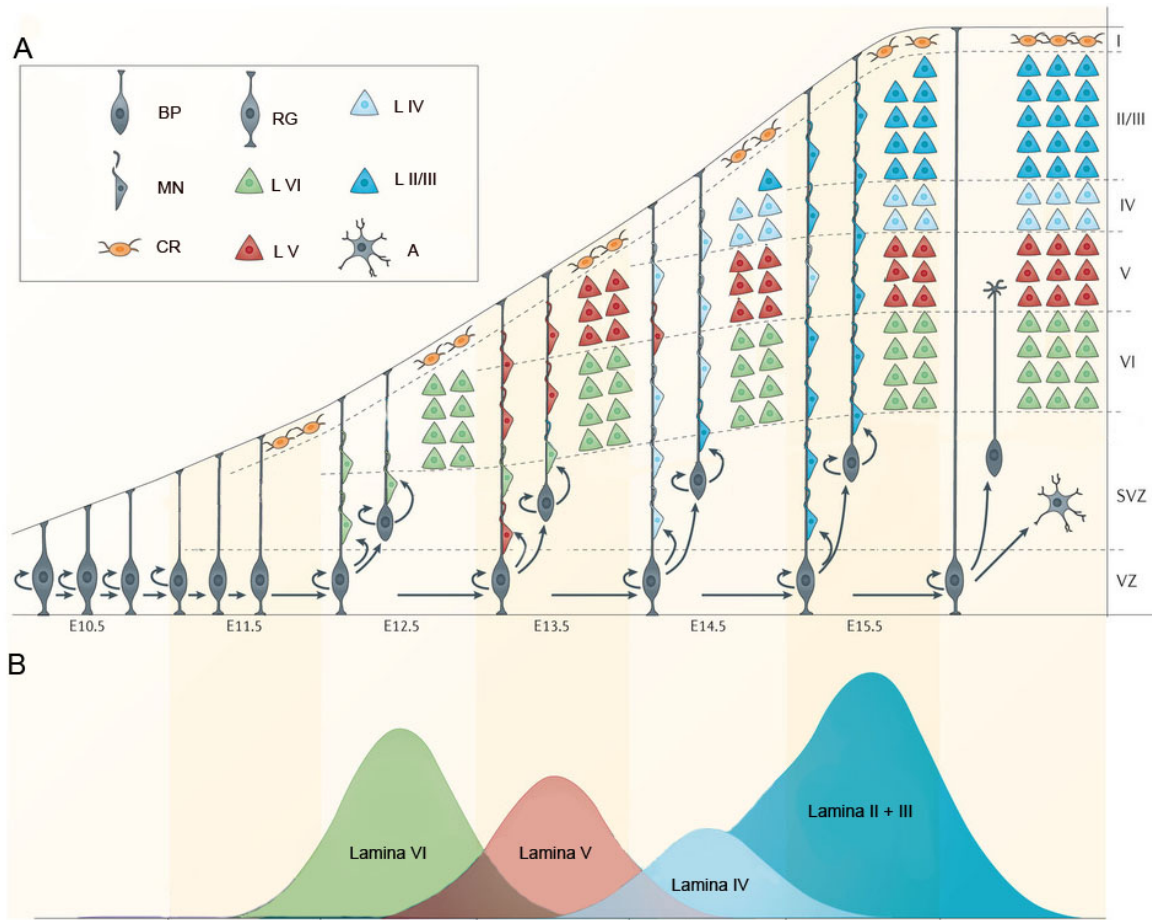 A
BP
RG
L IV
MN
L VI
L II/III
CR
L V
A
I
II/III
IV
V
VI
SVZ
VZ
E10.5
E11.5
E12.5
E13.5
E14.5
E15.5
B
Lamina VI
Lamina V
Lamina IV
Lamina II + III